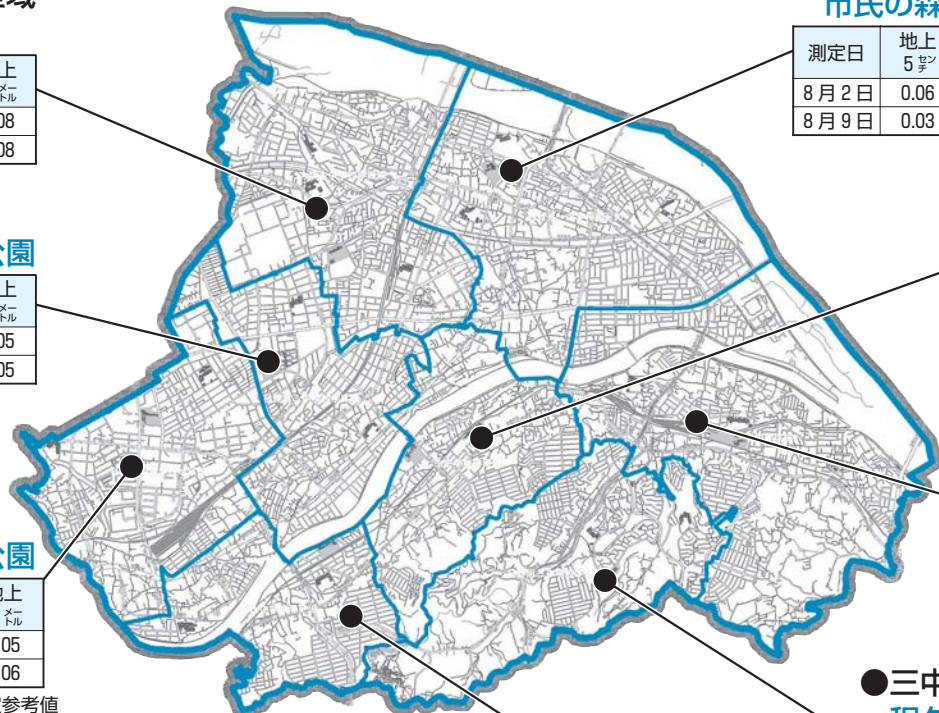 域
市民の森
測定日 地上 5センチ
8月2日 0.06
8月9日 0.03
上 メートル
08
08
公園
上 メートル
05
05
公園
地上 メートル
.05
06
参考値
●三中